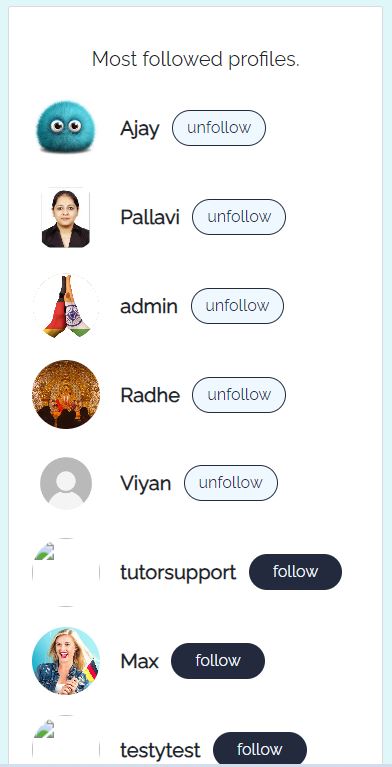 Most followed profiles.
Ajay unfollow
Pallavi unfollow
admin unfollow
Radhe unfollow
Viyan unfollow
tutorsupport follow
Max follow
testytest follow